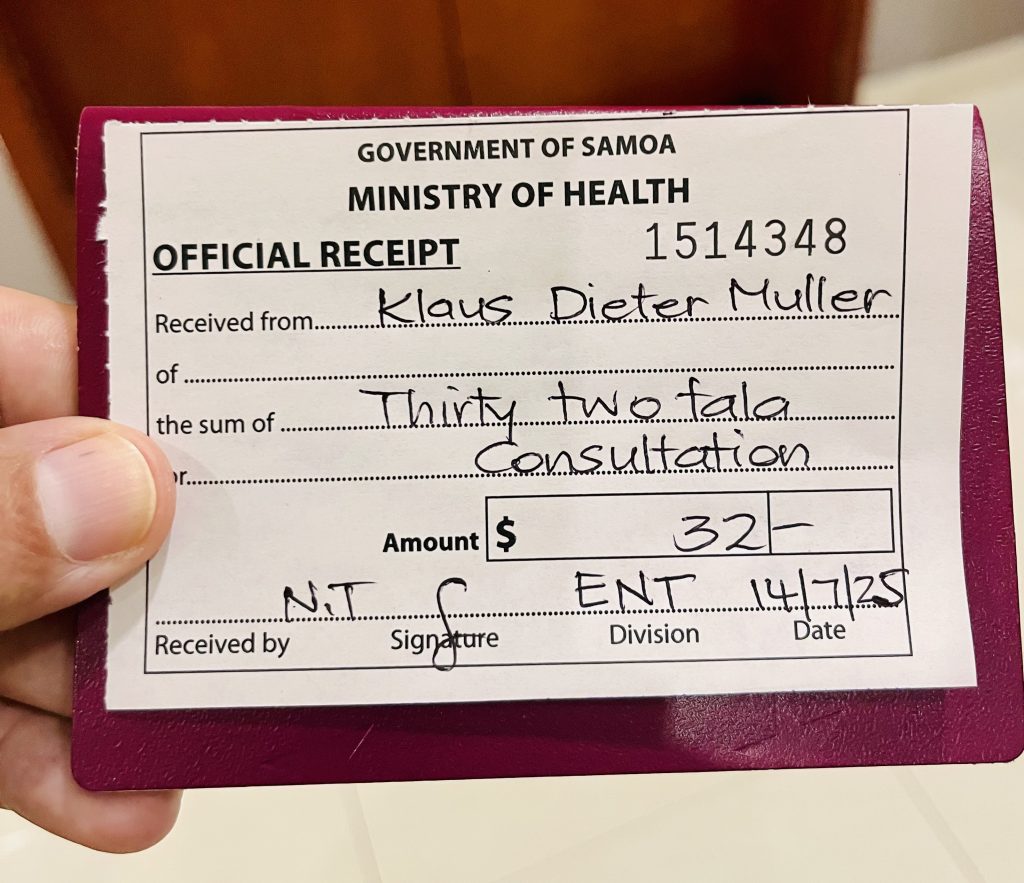 GOVERNMENT OF SAMOA
MINISTRY OF HEALTH
OFFICIAL RECEIPT 1514348
Received from Klaus Dieter Muller
of
the sum of Thirty two tala
Consultation
Amount $ 32 –
N.T ENT 14/7/25
Received by Signature Division Date